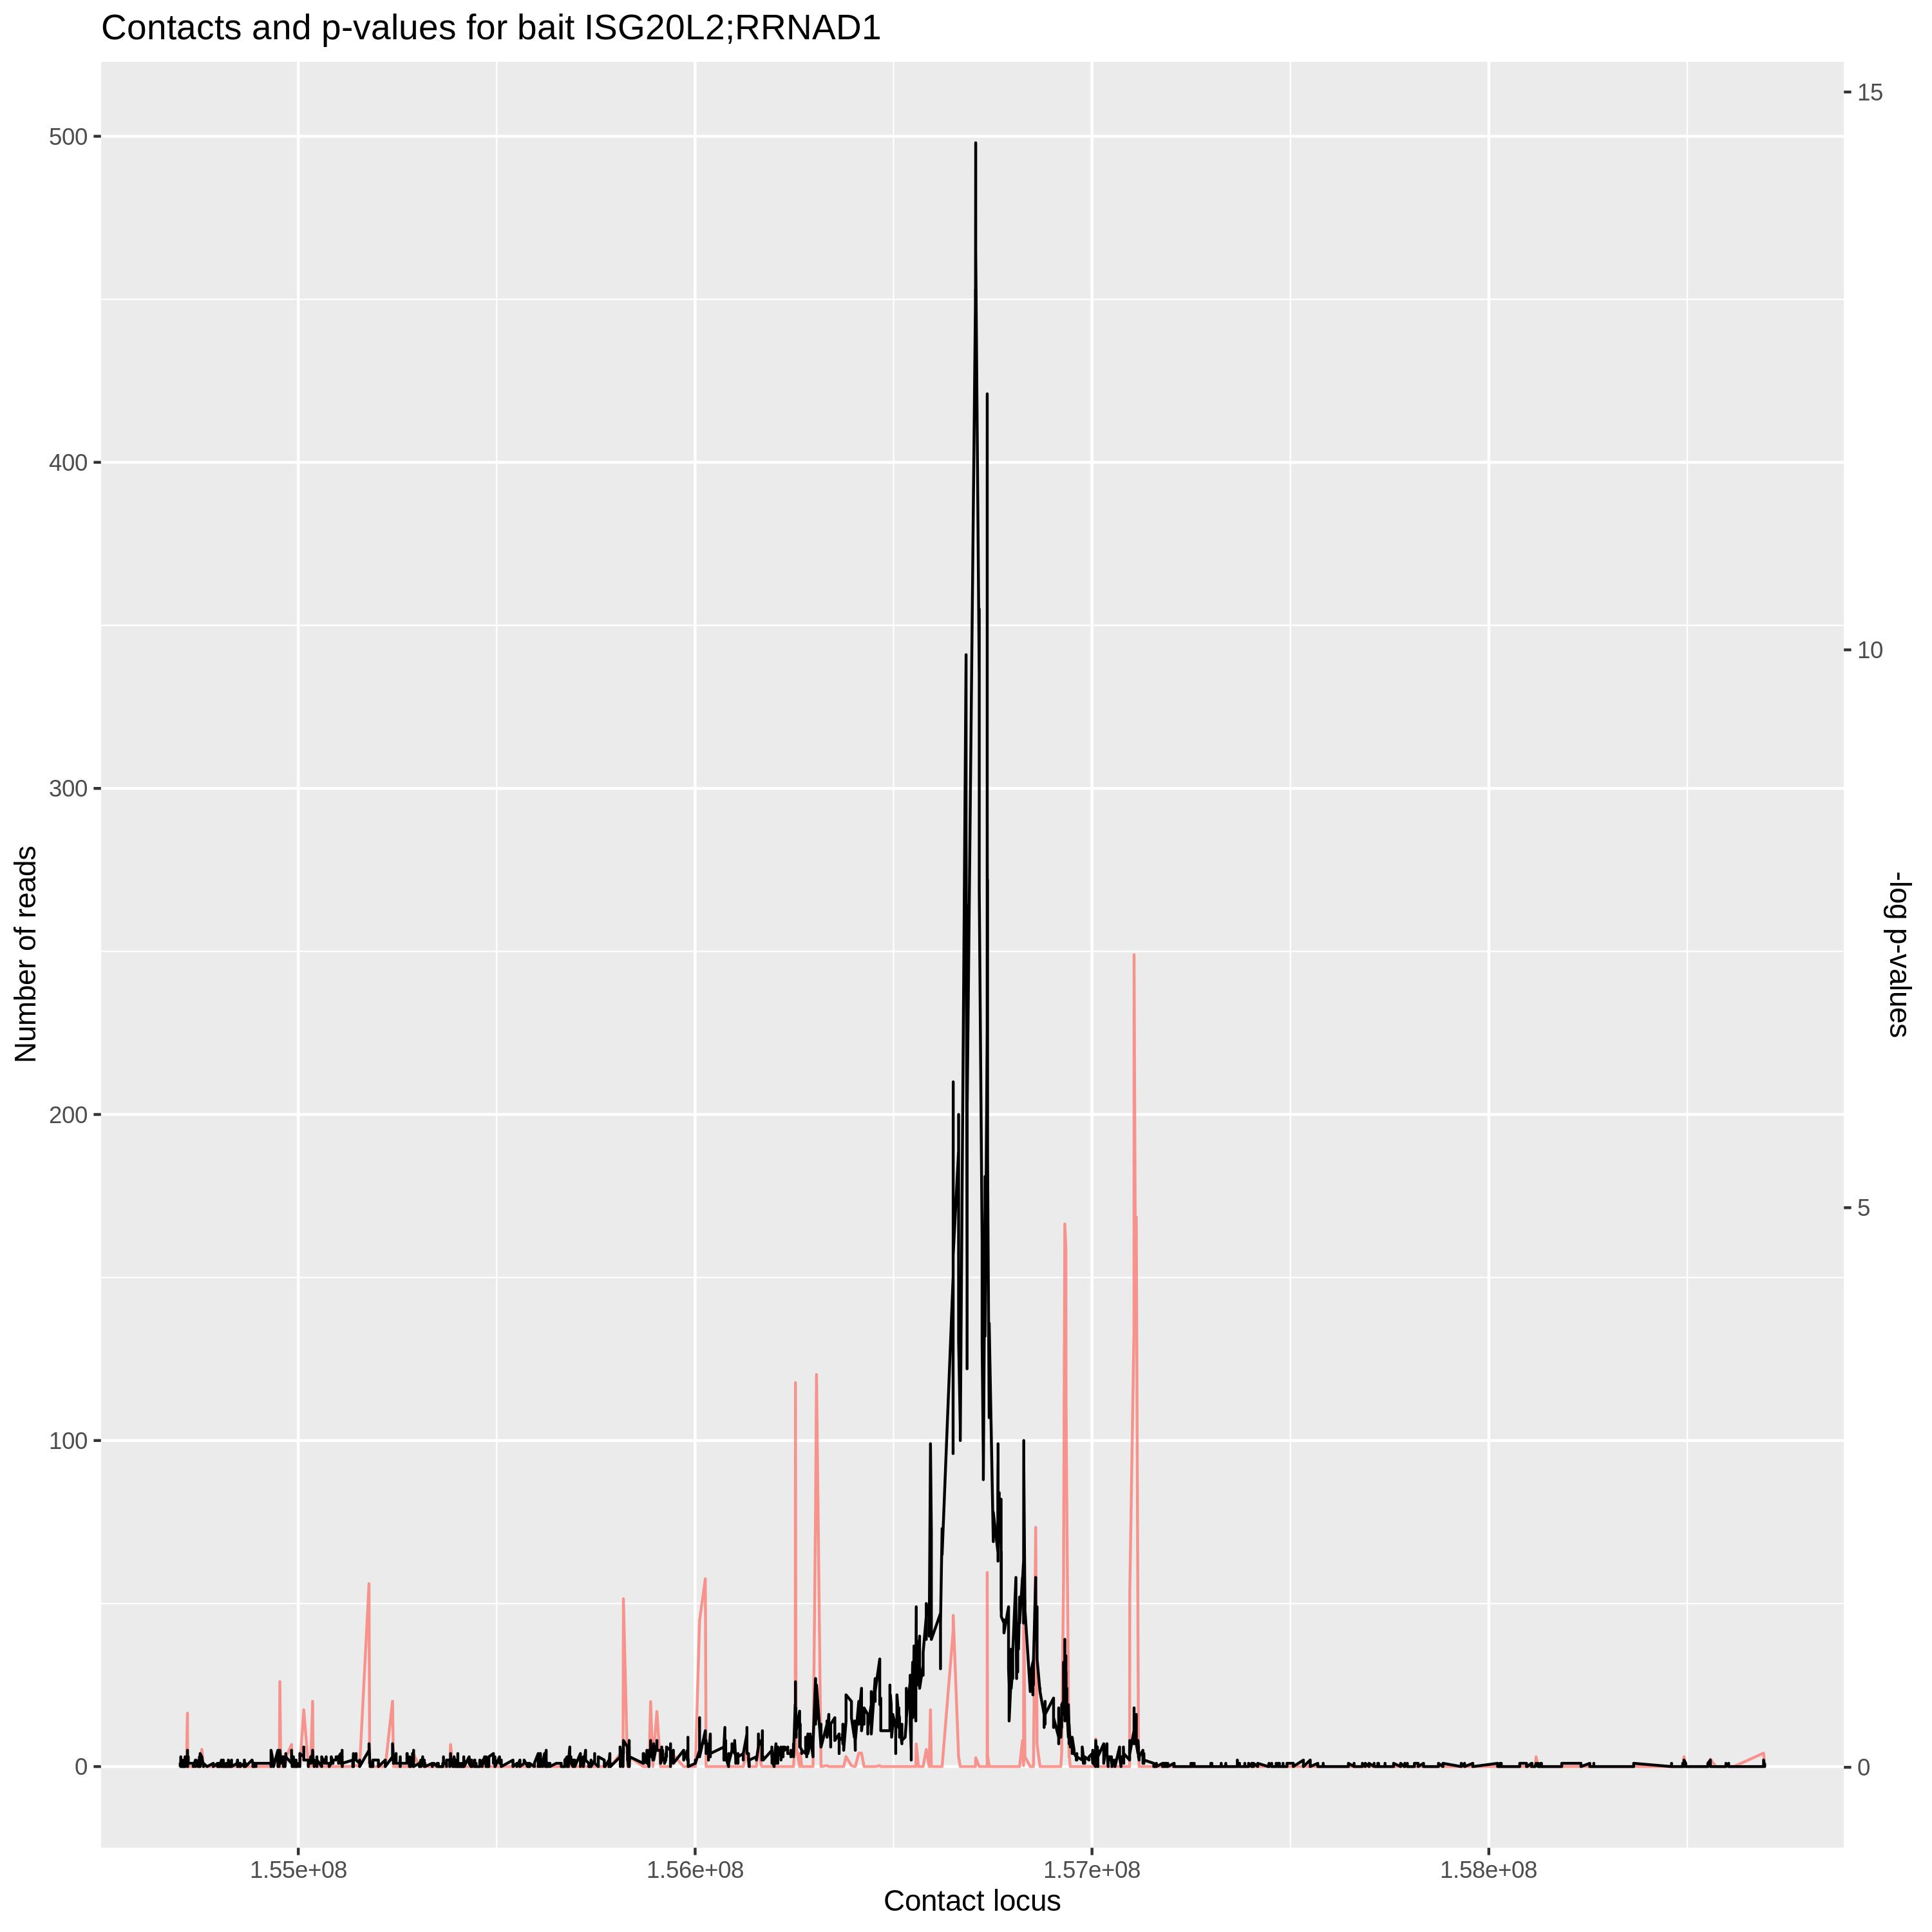 Contacts and p-values for bait ISG20L2;RRNAD1
500
400
300
200
100
0
Number of reads
15
10
5
0
-log p-values
1.55e+08
1.56e+08
1.57e+08
1.58e+08
Contact locus